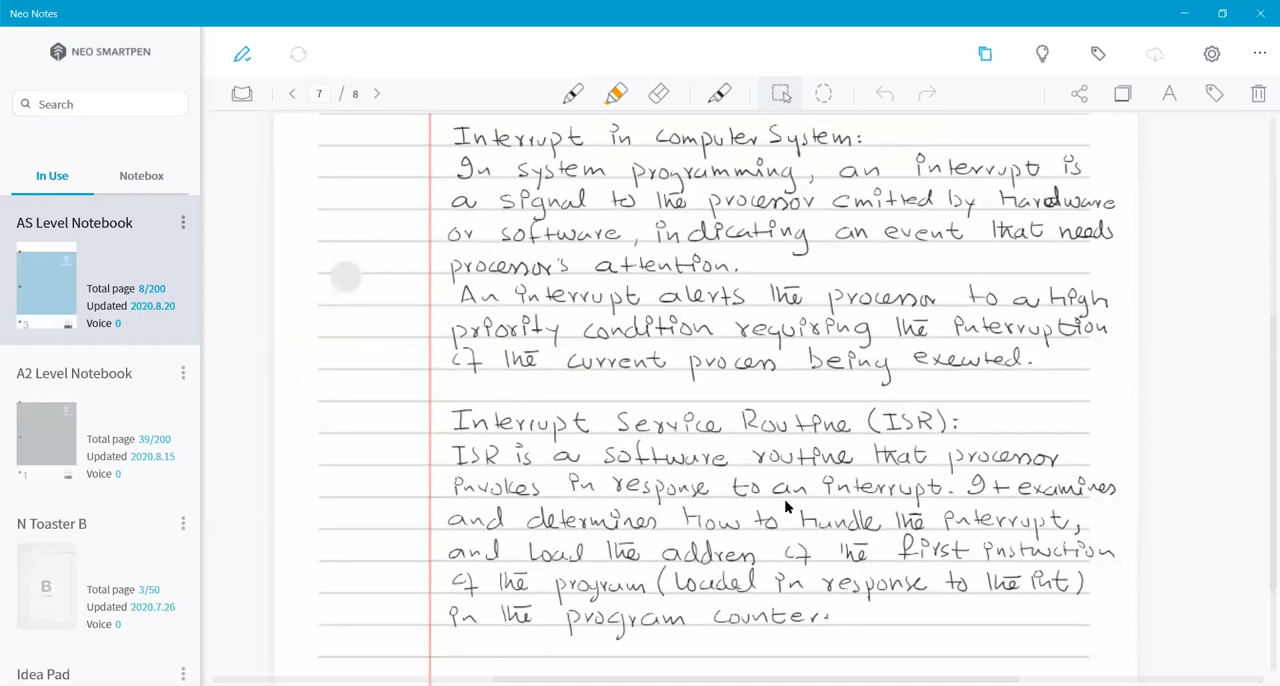 Neo Notes
NEO SMARTPEN
Search
7 / 8
In Use
Notebox
AS Level Notebook
Total page 8/200
Updated 2020.8.20
Voice 0
A2 Level Notebook
Total page 39/200
Updated 2020.8.15
Voice 0
N Toaster B
B
Total page 3/50
Updated 2020.7.26
Voice 0
Idea Pad
Interrupt in Computer System:
In system programming, an interrupt is
a signal to the processor emitted by Hardware
or software, indicating an event that needs
processor's attention.
An interrupt alerts the processor to a high
priority condition requiring the interruption
of the current process being executed.
Interrupt Service Routine (ISR):
ISR is a software routine that processor
invokes in response to an interrupt. It examines
and determines how to handle the interrupt,
and load the address of the first instruction
of the program (loaded in response to the int)
in the program counter.